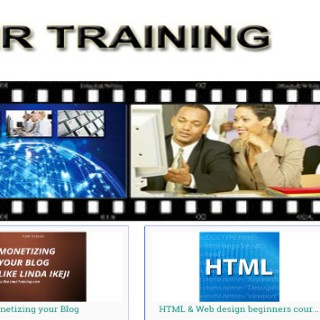 R TRAINING
MONETIZING
YOUR BLOG
LIKE LINDA IKEJI
HTML
netizing your Blog
HTML & Web design beginners cour...